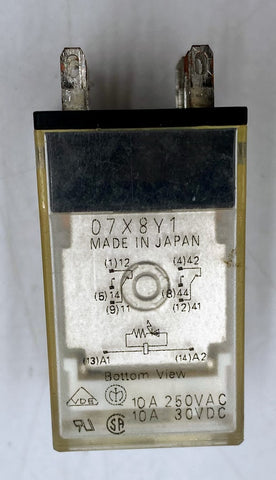 07X8Y1
MADE IN JAPAN
(1)12 (4)42
(5)14 (8)44
(9)11 (12)41
(13)A1 (14)A2
Bottom View
VDE
10A 250VAC
10A 30VDC